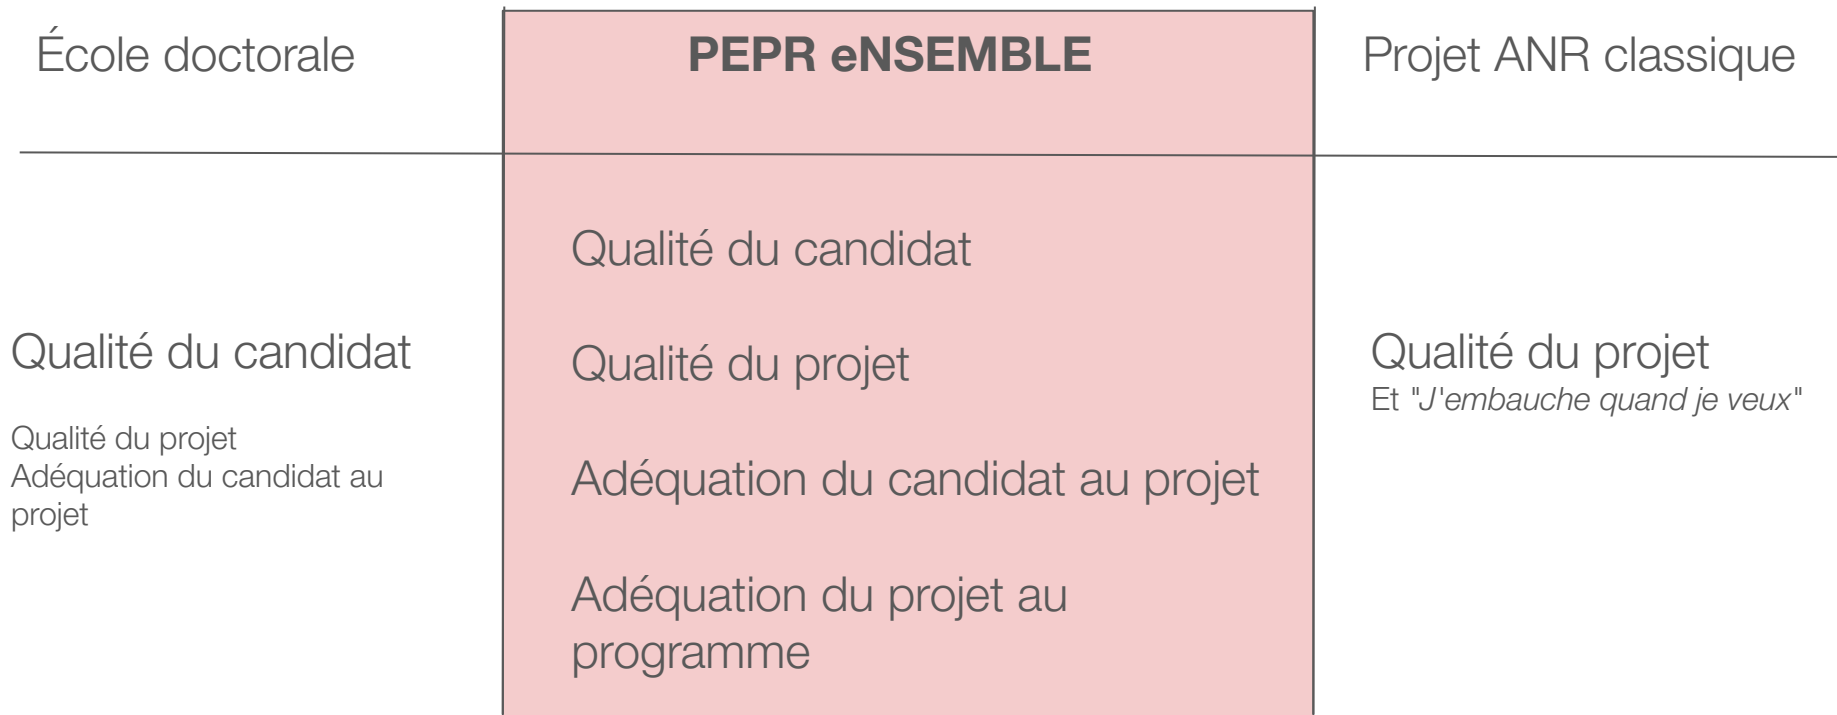 École doctorale
PEPR eNSEMBLE
Projet ANR classique
Qualité du candidat
Qualité du projet
Adéquation du candidat au
projet
Qualité du candidat
Qualité du projet
Adéquation du candidat au projet
Adéquation du projet au
programme
Qualité du projet
Et "J'embauche quand je veux"